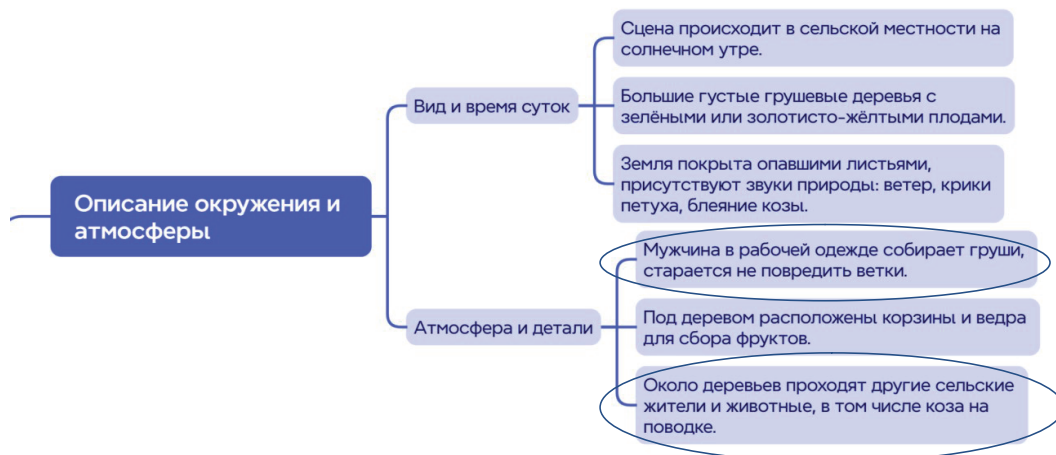 Описание окружения и
атмосферы
Вид и время суток
Сцена происходит в сельской местности на
солнечном утре.
Большие густые грушевые деревья с
зелёными или золотисто-жёлтыми плодами.
Земля покрыта опавшими листьями,
присутствуют звуки природы: ветер, крики
петуха, блеяние козы.
Атмосфера и детали
Мужчина в рабочей одежде собирает груши,
старается не повредить ветки.
Под деревом расположены корзины и ведра
для сбора фруктов.
Около деревьев проходят другие сельские
жители и животные, в том числе коза на
поводке.